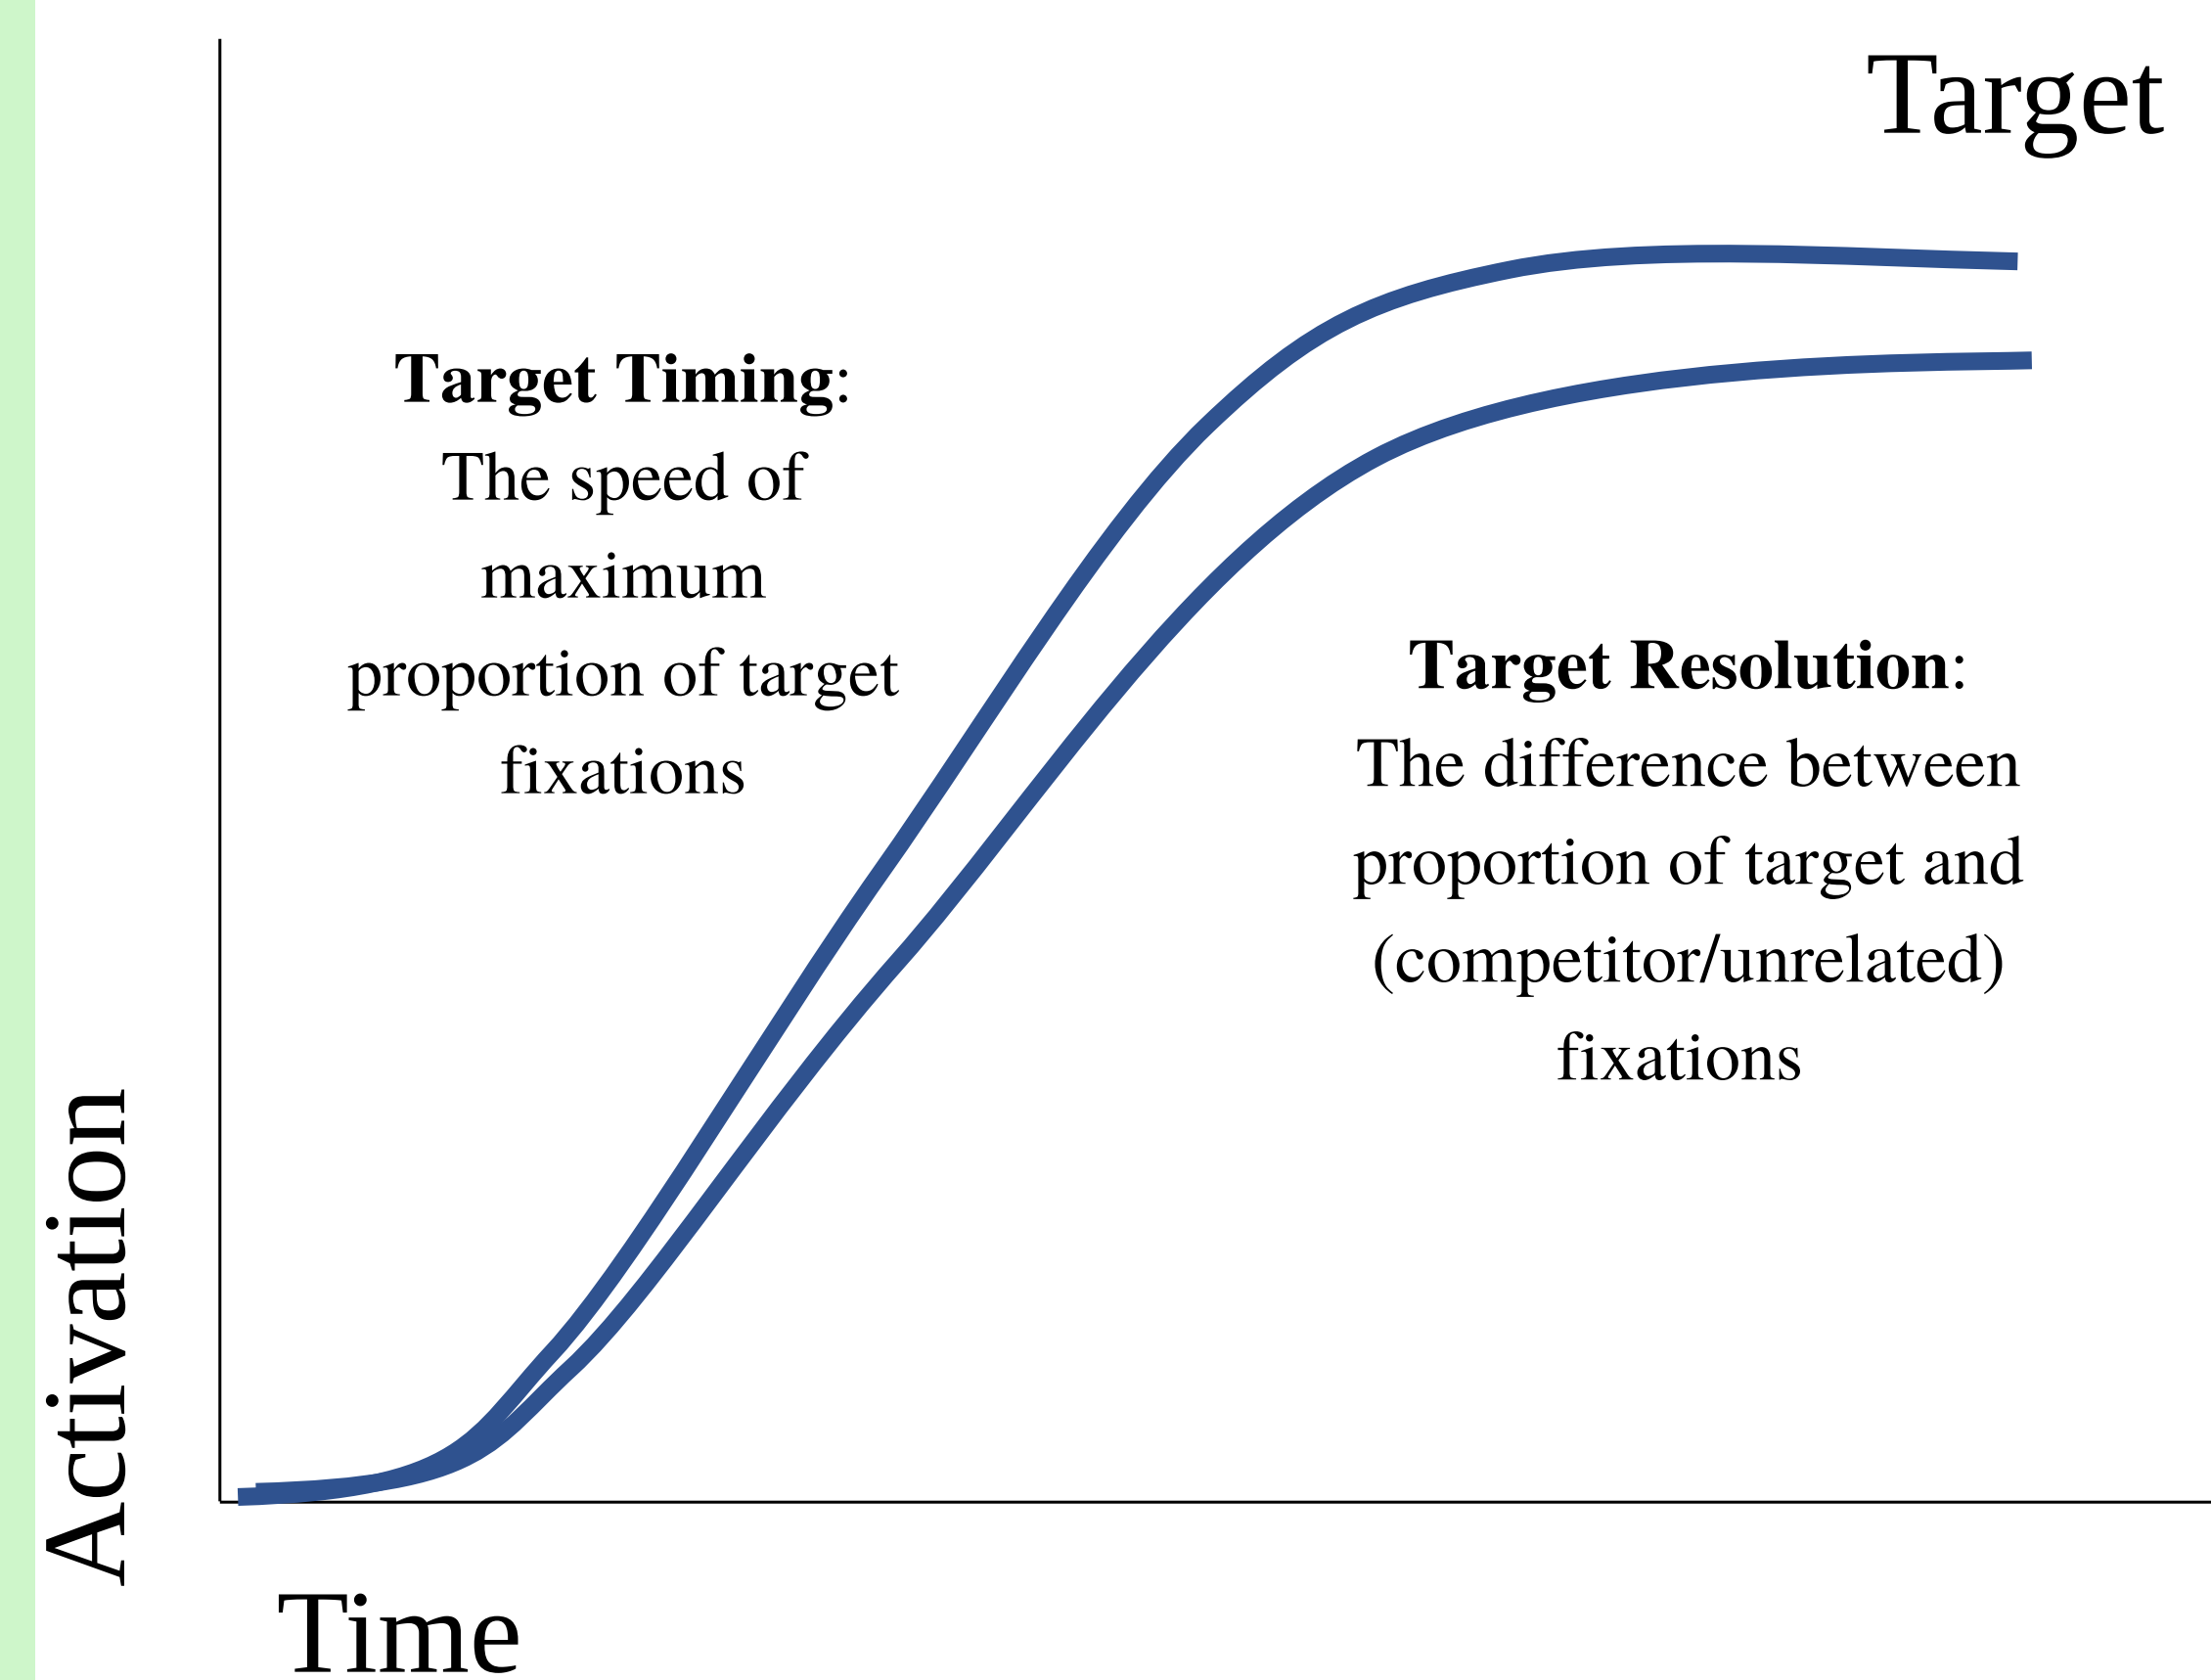 Target
Target Timing:
The speed of
maximum
proportion of target
fixations
Target Resolution:
The difference between
proportion of target and
(competitor/unrelated)
fixations
Activation
Time